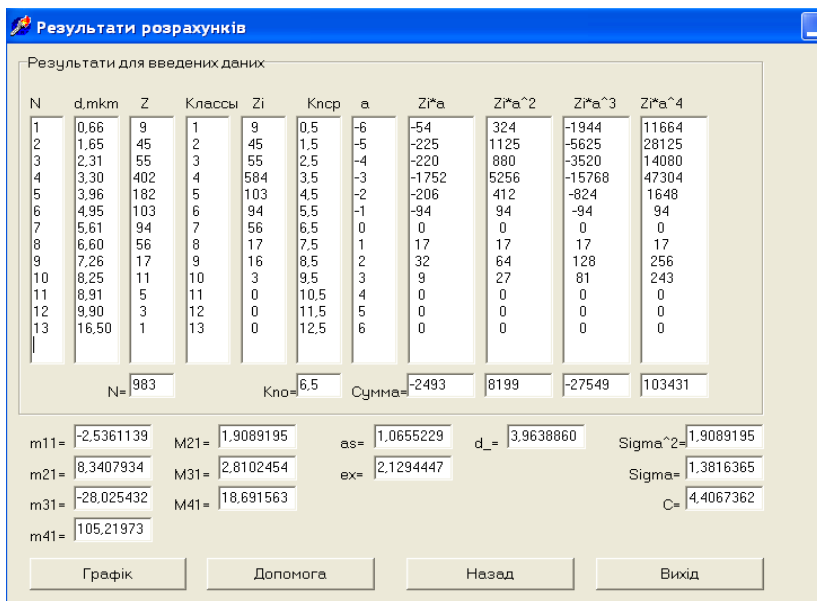 Результати розрахунків
Результати для введених даних
N d,mkm Z Классы Zi Кпср a Zi*a Zi*a^2 Zi*a^3 Zi*a^4
1 0,66 9 1 9 0,5 -6 -54 324 -1944 11664
2 1,65 45 2 45 1,5 -5 -225 1125 -5625 28125
3 2,31 55 3 55 2,5 -4 -220 880 -3520 14080
4 3,30 402 4 584 3,5 -3 -1752 5256 -15768 47304
5 3,96 182 5 103 4,5 -2 -206 412 -824 1648
6 4,95 103 6 94 5,5 -1 -94 94 -94 94
7 5,61 94 7 56 6,5 0 0 0 0 0
8 6,60 56 8 17 7,5 1 17 17 17 17
9 7,26 17 9 16 8,5 2 32 64 128 256
10 8,25 11 10 3 9,5 3 9 27 81 243
11 8,91 5 11 0 10,5 4 0 0 0 0
12 9,90 3 12 0 11,5 5 0 0 0 0
13 16,50 1 13 0 12,5 6 0 0 0 0
N= 983 Кпо= 6,5 Сумма= -2493 8199 -27549 103431
m11= -2,5361139 M21= 1,9089195 as= 1,0655229 d_= 3,9638860 Sigma^2= 1,9089195
m21= 8,3407934 M31= 2,8102454 ex= 2,1294447 Sigma= 1,3816365
m31= -28,025432 M41= 18,691563 C= 4,4067362
m41= 105,21973
Графік Допомога Назад Вихід